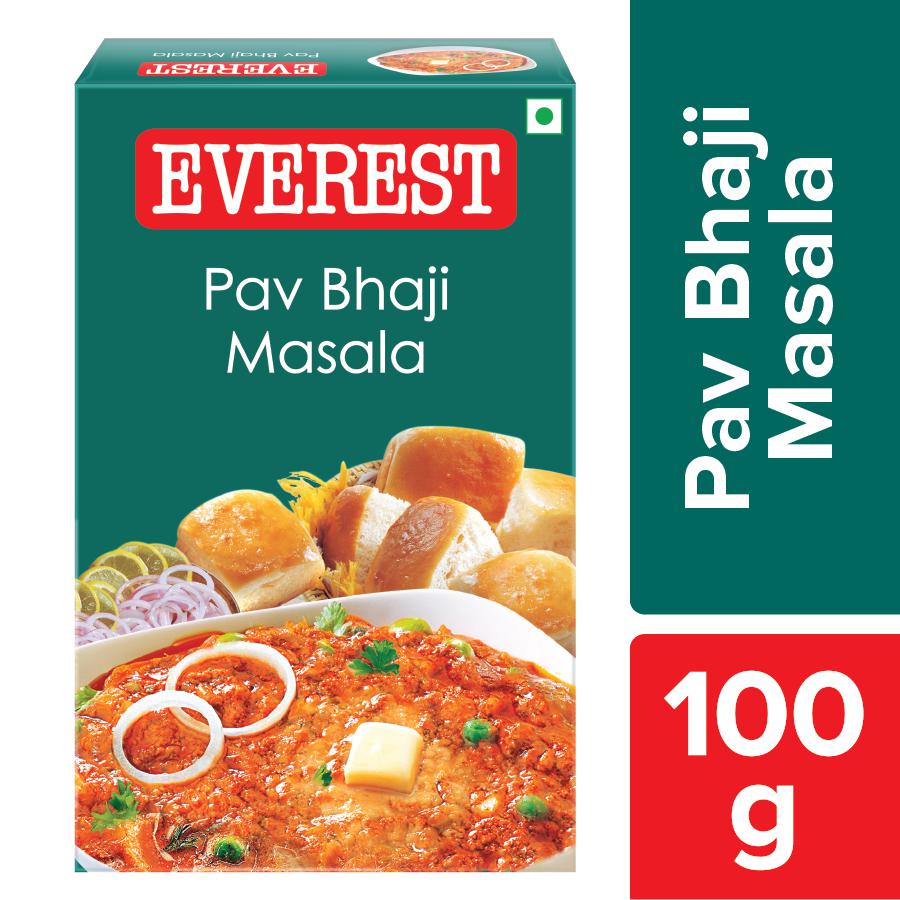 Pav Bhaji Masala
EVEREST
EVEREST
Pav Bhaji
Masala
Pav Bhaji
Masala
100
g